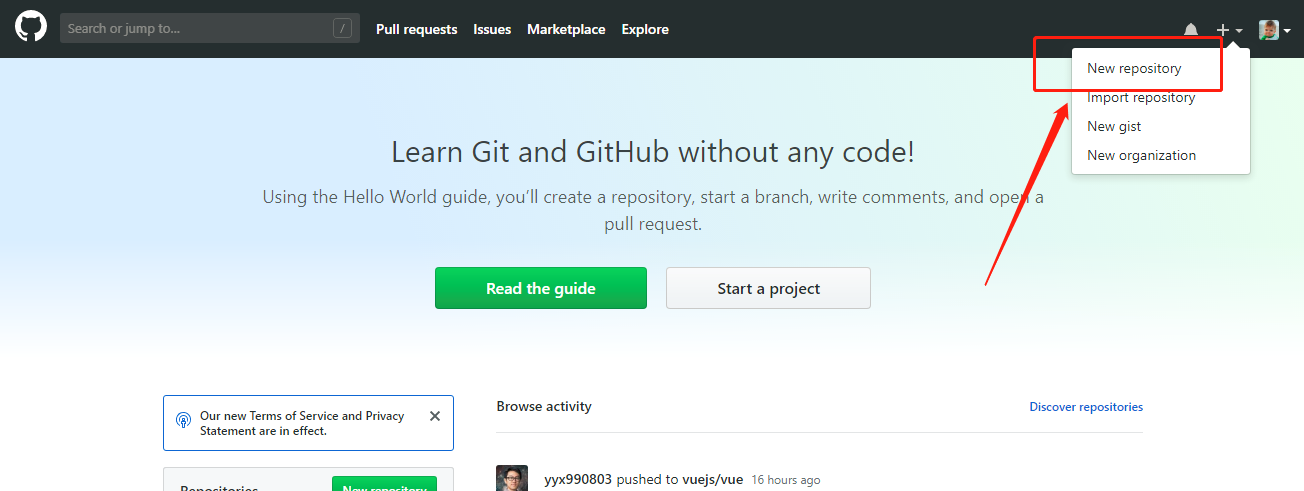 Search or jump to... /
Pull requests Issues Marketplace Explore
New repository
Import repository
New gist
New organization
Learn Git and GitHub without any code!
Using the Hello World guide, you’ll create a repository, start a branch, write comments, and open a
pull request.
Read the guide Start a project
Our new Terms of Service and Privacy
Statement are in effect.
Browse activity Discover repositories
Repositories New repository
yyx990803 pushed to vuejs/vue 16 hours ago